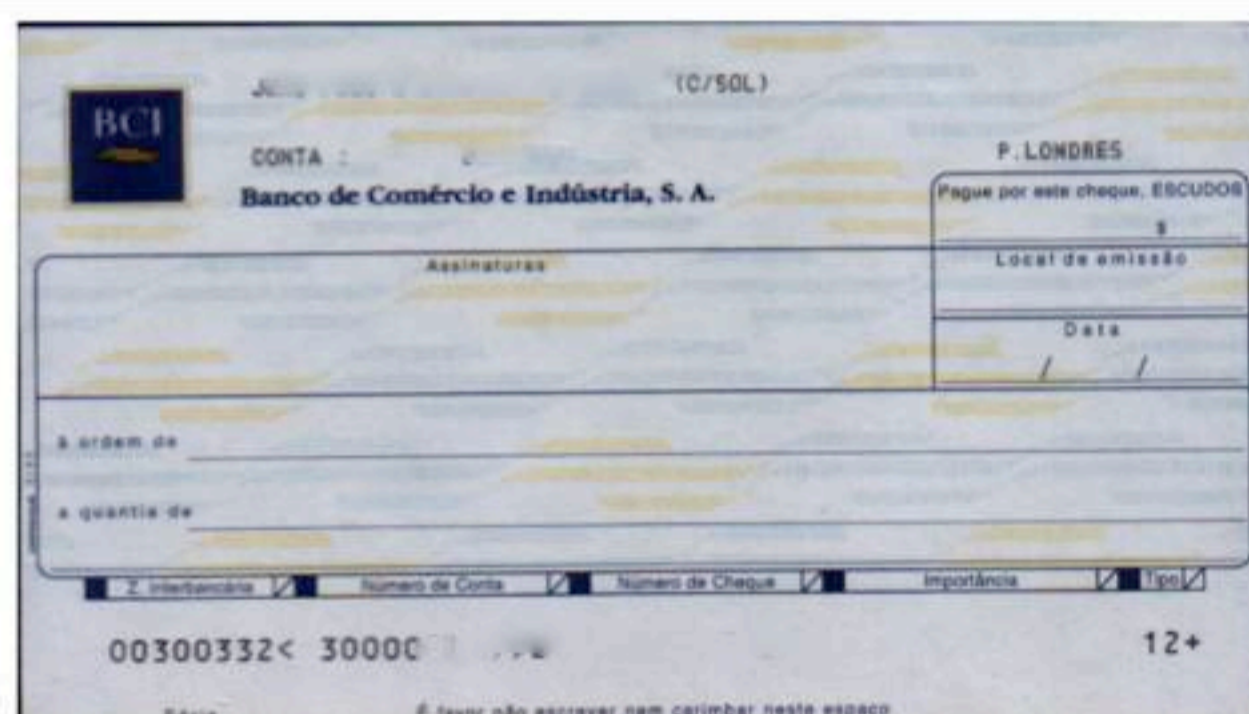 BCI
(C/SOL)
CONTA :
P.LONDRES
Banco de Comércio e Indústria, S. A.
Pague por este cheque, ESCUDOS
$
Assinaturas
Local de emissão
Data
/ /
à ordem de
a quantia de
Z. Interbancária Número de Conta Número de Cheque Importância Tipo
00300332< 3000 12+
Série É favor não escrever nem carimbar neste espaço